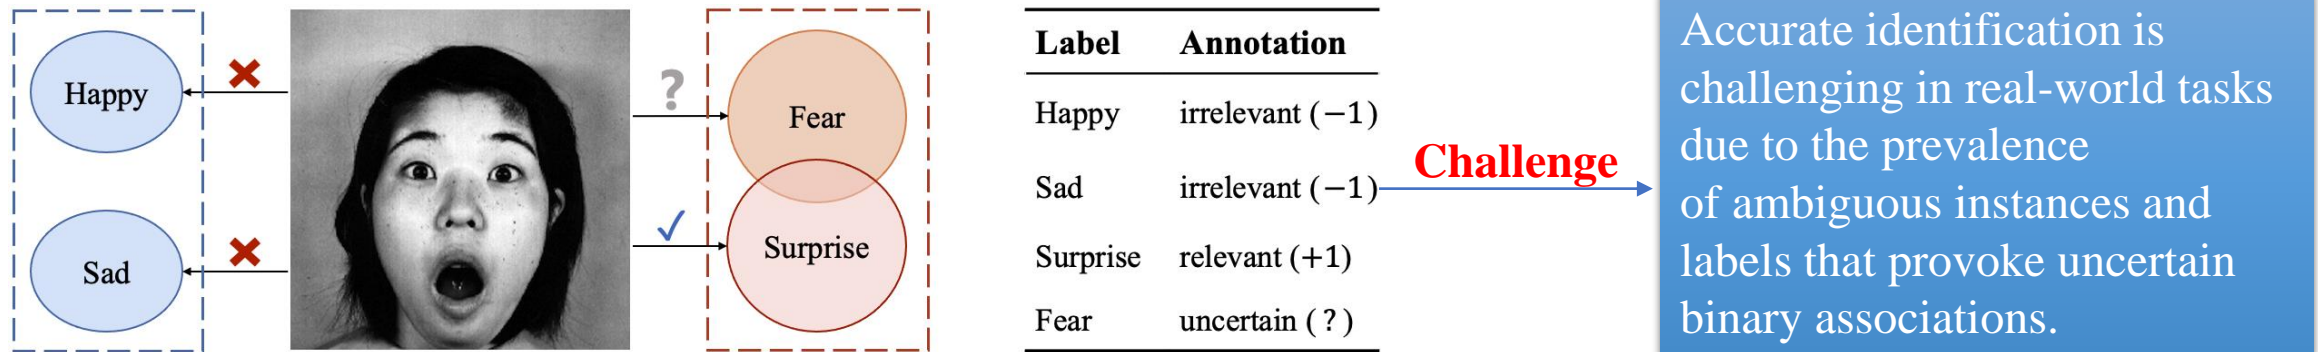 Happy
Sad
?
Fear
Surprise
Label Annotation
Happy irrelevant (−1)
Sad irrelevant (−1)
Surprise relevant (+1)
Fear uncertain (?)
Challenge
Accurate identification is
challenging in real-world tasks
due to the prevalence
of ambiguous instances and
labels that provoke uncertain
binary associations.